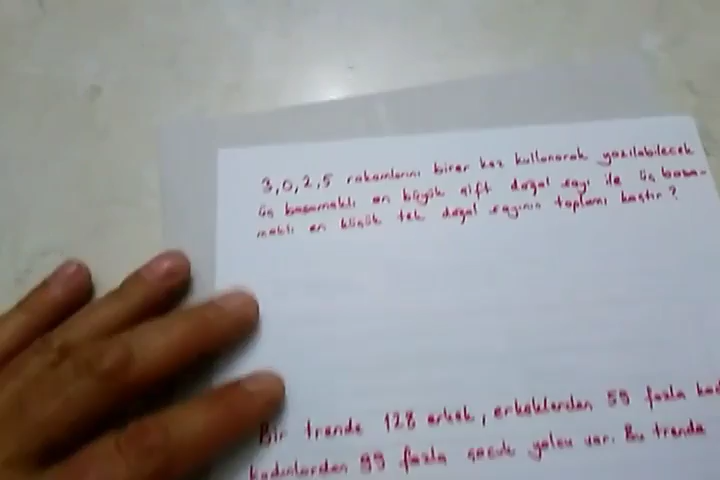 3,0,2,5 rakamlarını birer kez kullanarak yazılabilecek
üç basamaklı en büyük çift doğal sayı ile üç basa-
maklı en küçük tek doğal sayının toplamı kaçtır?
Bir trende 128 erkek, erkeklerden 59 fazla
kadınlardan 99 fazla çocuk yolcu var. Bu trende